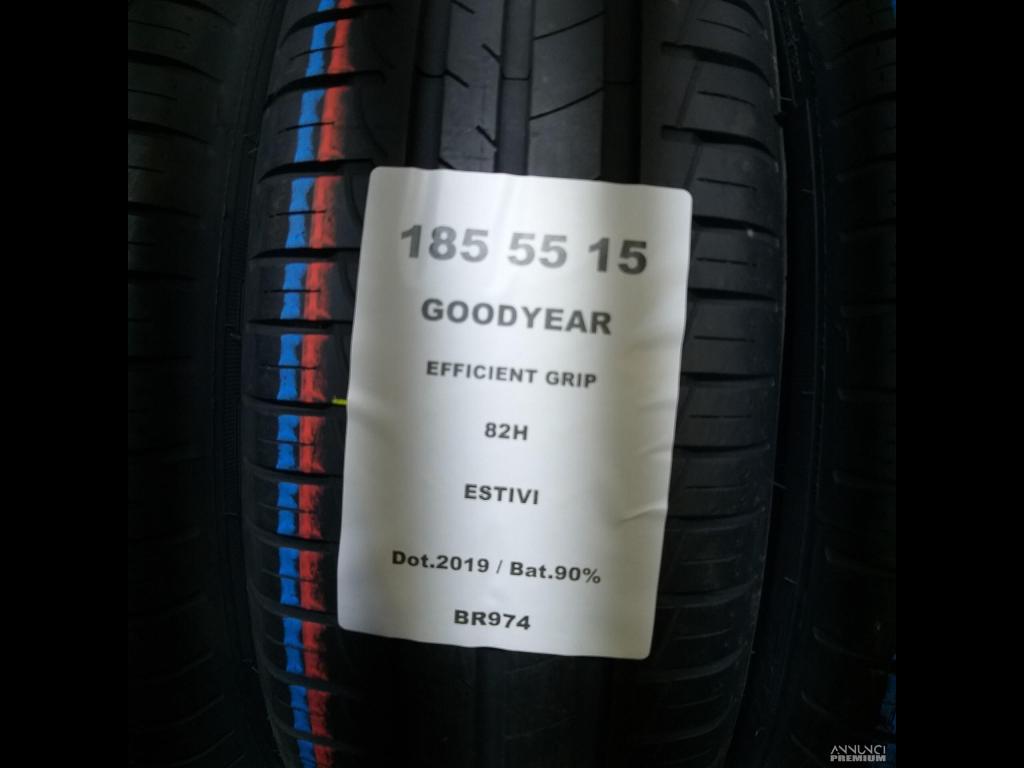 185 55 15
GOODYEAR
EFFICIENT GRIP
82H
ESTIVI
Dot.2019 / Bat.90%
BR974
ANNUNCI
PREMIUM